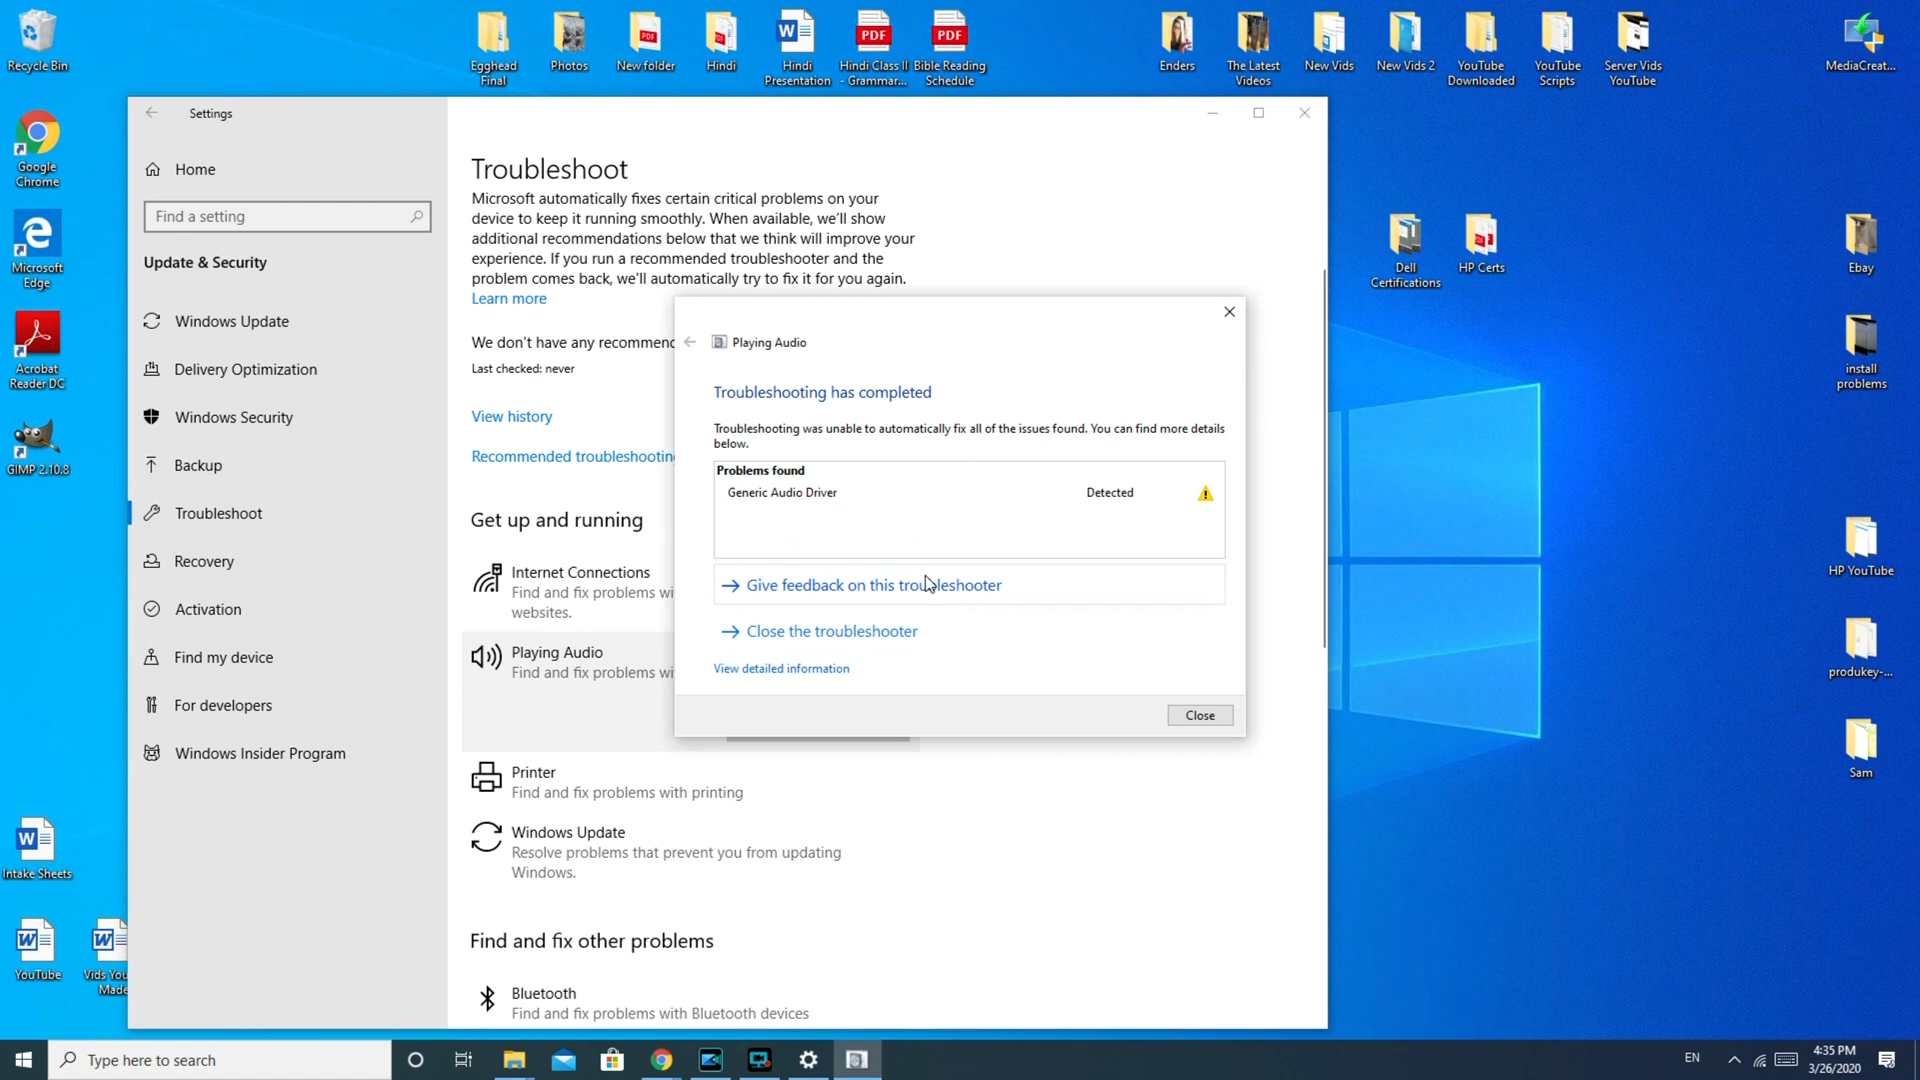 Recycle Bin
Egghead
Final
Photos
New folder
Hindi
Hindi
Presentation
Hindi Class II
- Grammar...
Bible Reading
Schedule
Enders
The Latest
Videos
New Vids
New Vids 2
YouTube
Downloaded
YouTube
Scripts
Server Vids
YouTube
MediaCreat...
Google
Chrome
Microsoft
Edge
Acrobat
Reader DC
GIMP 2.10.8
Intake Sheets
YouTube
Vids You
Made
Dell
Certifications
HP Certs
Ebay
install
problems
HP YouTube
produkey-...
Sam
Settings
Home
Find a setting
Update & Security
Windows Update
Delivery Optimization
Windows Security
Backup
Troubleshoot
Recovery
Activation
Find my device
For developers
Windows Insider Program
Troubleshoot
Microsoft automatically fixes certain critical problems on your
device to keep it running smoothly. When available, we'll show
additional recommendations below that we think will improve your
experience. If you run a recommended troubleshooter and the
problem comes back, we'll automatically try to fix it for you again.
Learn more
We don't have any recommend
Last checked: never
View history
Recommended troubleshooting
Get up and running
Internet Connections
Find and fix problems wi
websites.
Playing Audio
Find and fix problems wi
Printer
Find and fix problems with printing
Windows Update
Resolve problems that prevent you from updating
Windows.
Find and fix other problems
Bluetooth
Find and fix problems with Bluetooth devices
Playing Audio
Troubleshooting has completed
Troubleshooting was unable to automatically fix all of the issues found. You can find more details
below.
Problems found
Generic Audio Driver Detected
Give feedback on this troubleshooter
Close the troubleshooter
View detailed information
Close
Type here to search
EN
4:35 PM
3/26/2020